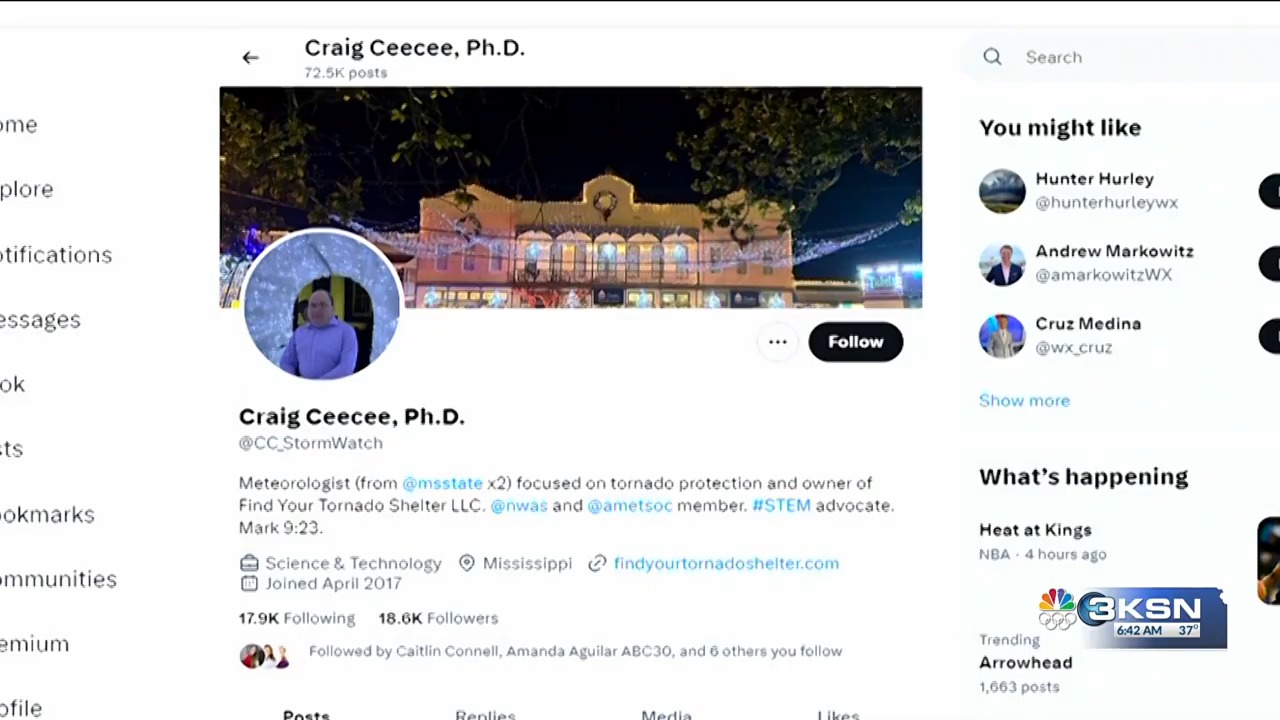 Craig Ceecee, Ph.D.
72.5K posts
Search
ome
plore
otifications
essages
ok
sts
ookmarks
ommunities
emium
ofile
Follow
Craig Ceecee, Ph.D.
@CC_StormWatch
Meteorologist (from @msstate x2) focused on tornado protection and owner of
Find Your Tornado Shelter LLC. @nwas and @ametsoc member. #STEM advocate.
Mark 9:23.
Science & Technology Mississippi findyourtornadoshelter.com
Joined April 2017
17.9K Following 18.6K Followers
Followed by Caitlin Connell, Amanda Aguilar ABC30, and 6 others you follow
Posts Replies Media Likes
You might like
Hunter Hurley
@hunterhurleywx
Andrew Markowitz
@amarkowitzWX
Cruz Medina
@wx_cruz
Show more
What's happening
Heat at Kings
NBA · 4 hours ago
Trending
Arrowhead
1,663 posts
3KSN
6:42 AM 37°